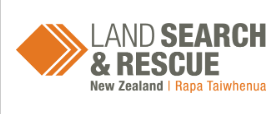 LAND SEARCH
& RESCUE
New Zealand | Rapa Taiwhenua